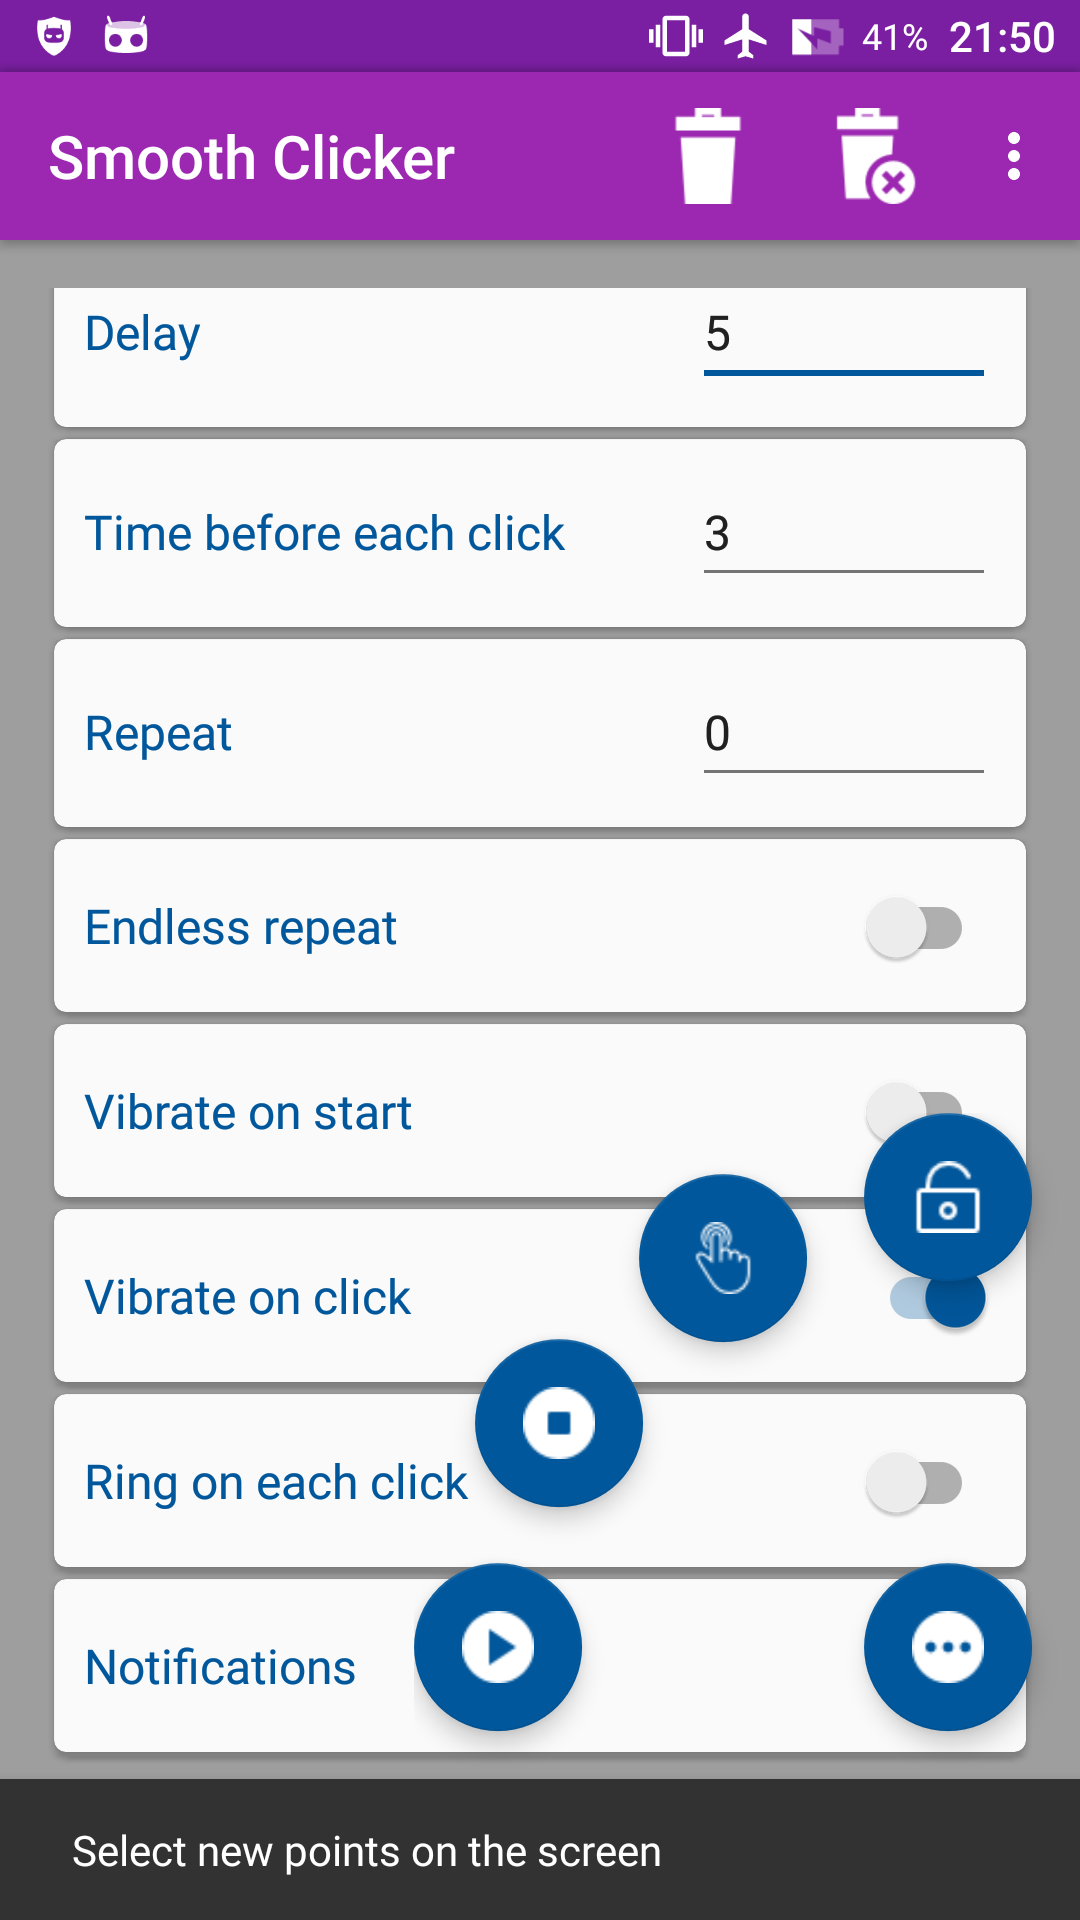 41% 21:50
Smooth Clicker
Delay 5
Time before each click 3
Repeat 0
Endless repeat
Vibrate on start
Vibrate on click
Ring on each click
Notifications
Select new points on the screen